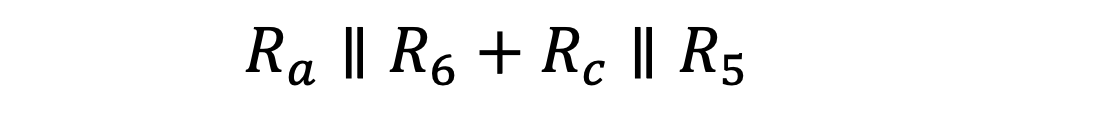 Rₐ ∥ R₆ + R꜀ ∥ R₅